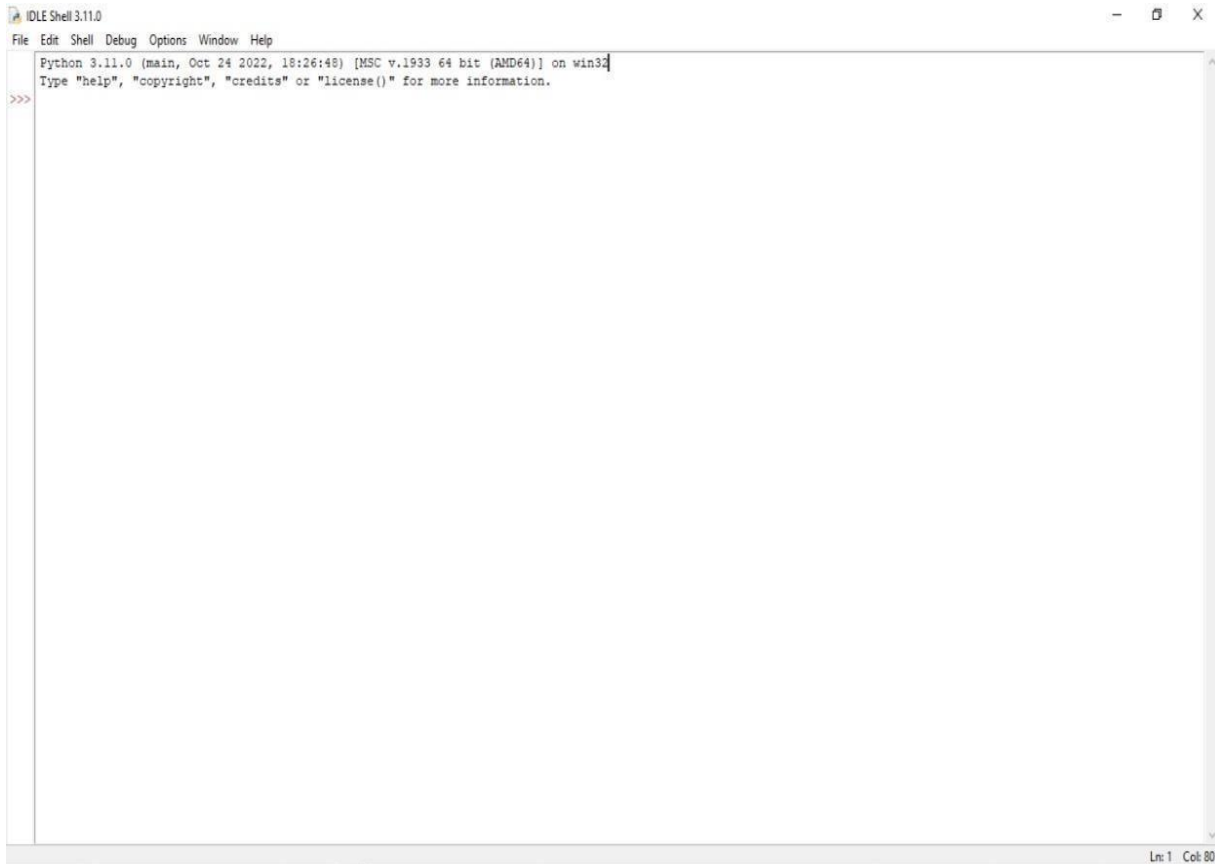 IDLE Shell 3.11.0
File Edit Shell Debug Options Window Help
Python 3.11.0 (main, Oct 24 2022, 18:26:48) [MSC v.1933 64 bit (AMD64)] on win32
Type "help", "copyright", "credits" or "license()" for more information.
>>>
Ln: 1 Col: 80